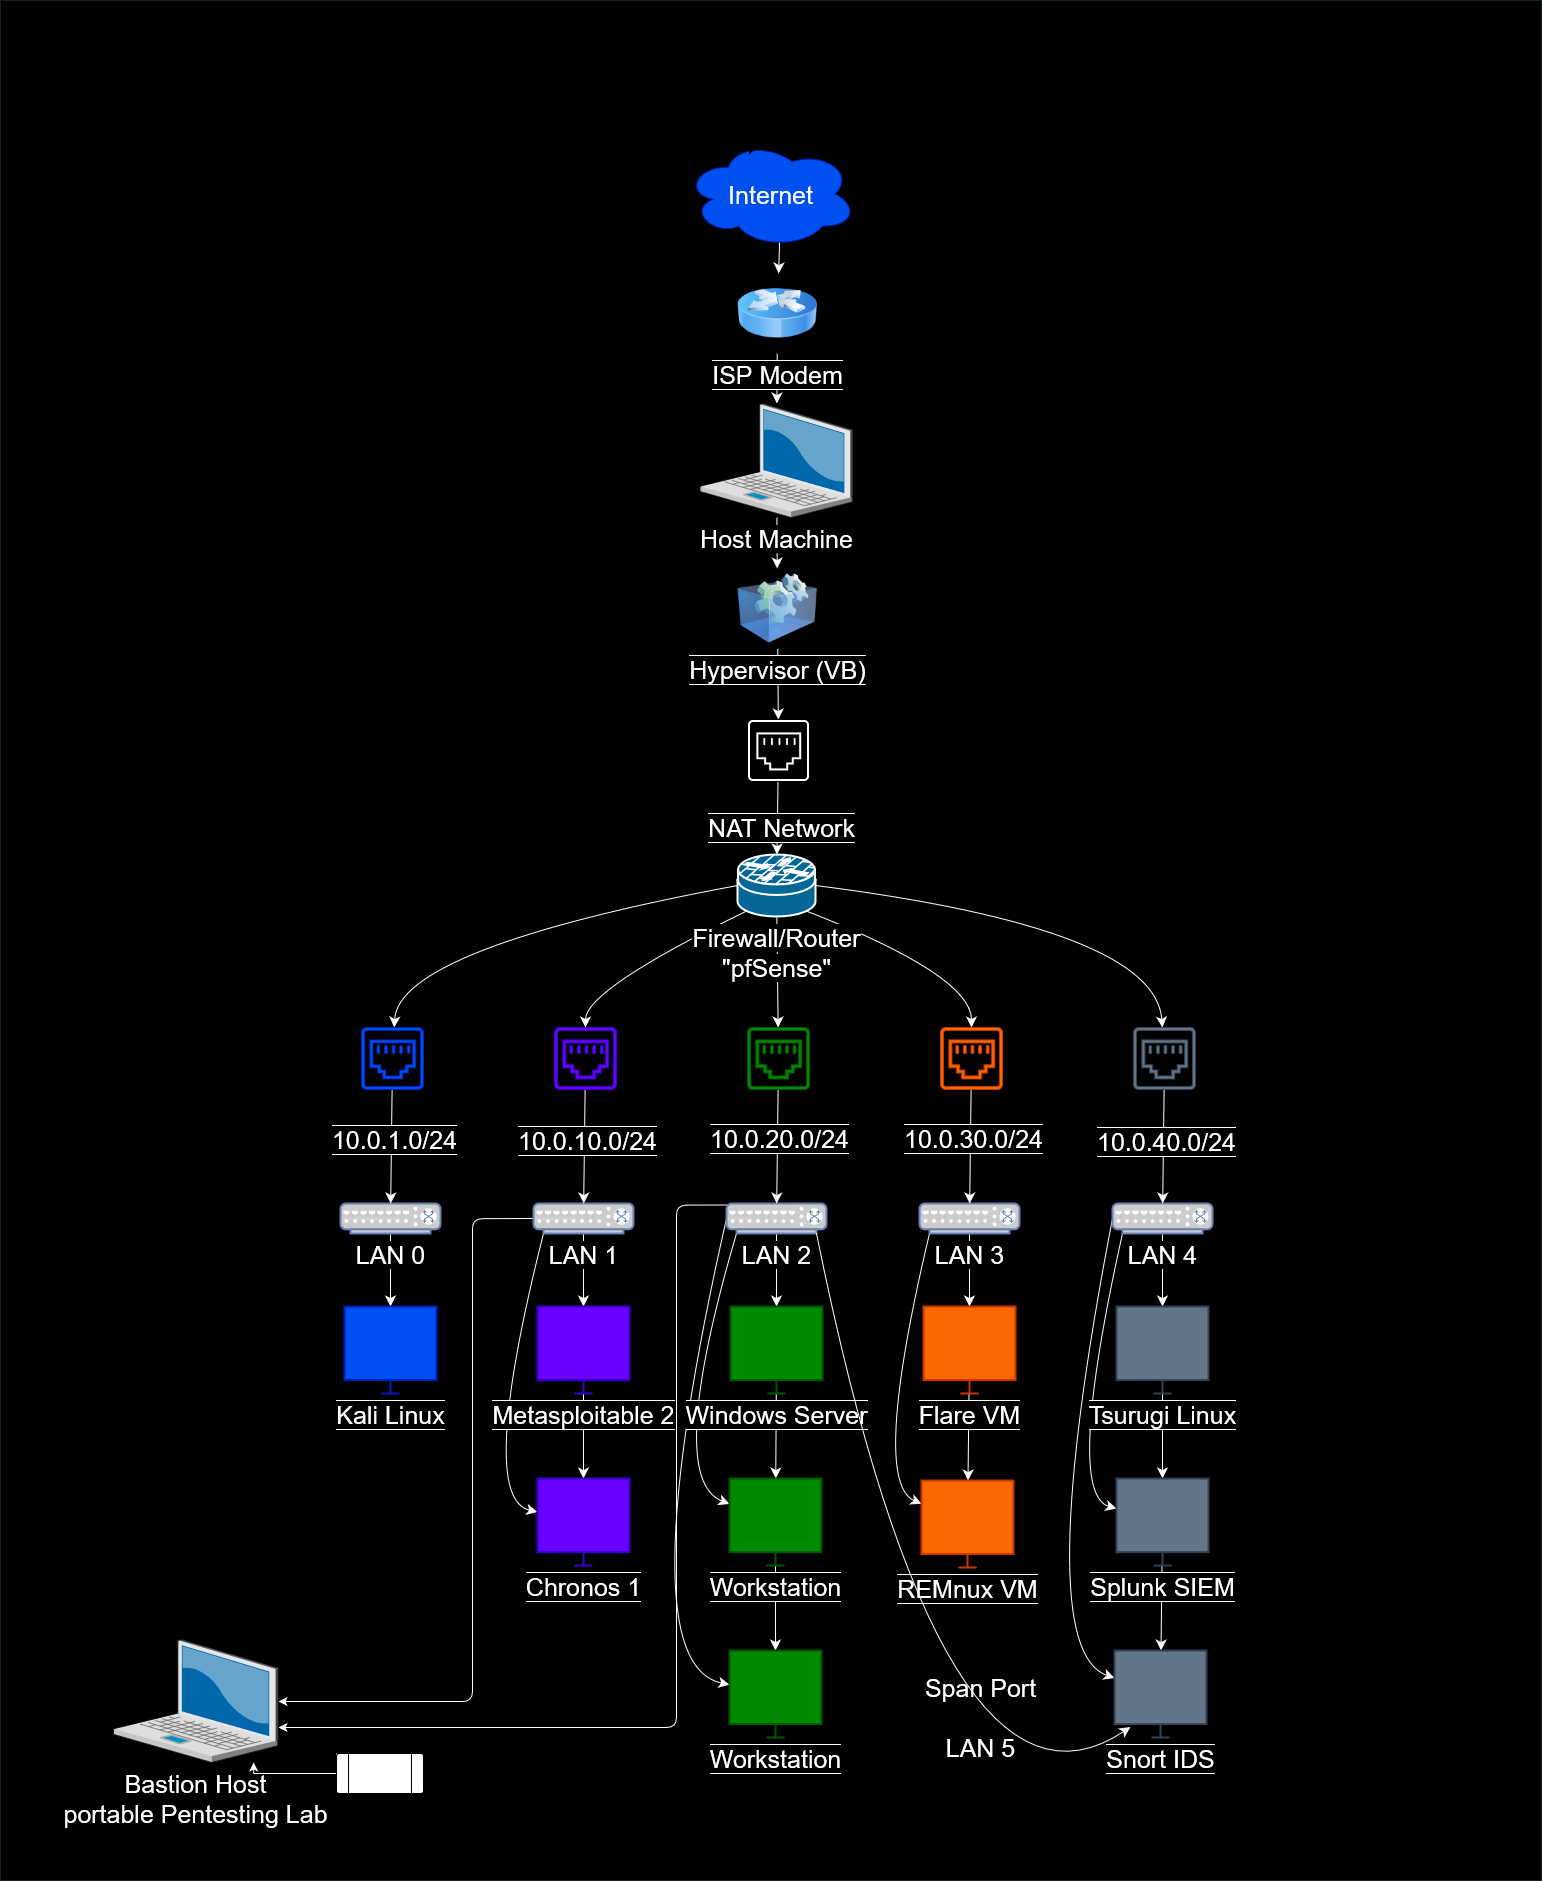 Internet
ISP Modem
Host Machine
Hypervisor (VB)
NAT Network
Firewall/Router
"pfSense"
10.0.1.0/24
10.0.10.0/24
10.0.20.0/24
10.0.30.0/24
10.0.40.0/24
LAN 0
LAN 1
LAN 2
LAN 3
LAN 4
Kali Linux
Metasploitable 2
Windows Server
Flare VM
Tsurugi Linux
Chronos 1
Workstation
REMnux VM
Splunk SIEM
Span Port
LAN 5
Workstation
Snort IDS
Bastion Host
portable Pentesting Lab